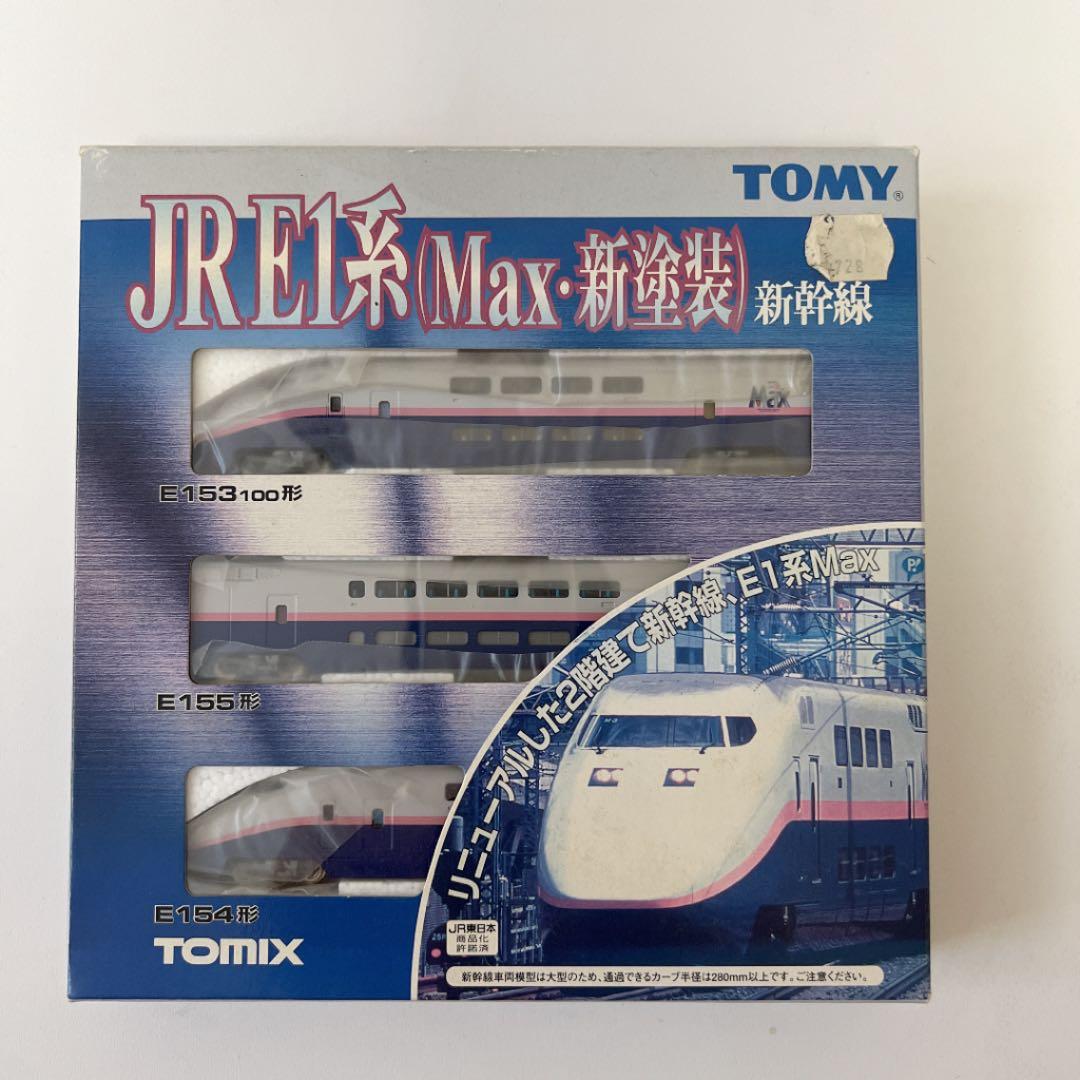 TOMY®
JR E1系(Max・新塗装)新幹線
4728
Max
E153100形
E155形
E154形
TOMIX
リニューアルした2階建て新幹線、E1系Max
JR東日本
商品化
許諾済
新幹線車両模型は大型のため、通過できるカーブ半径は280mm以上です。ご注意ください。